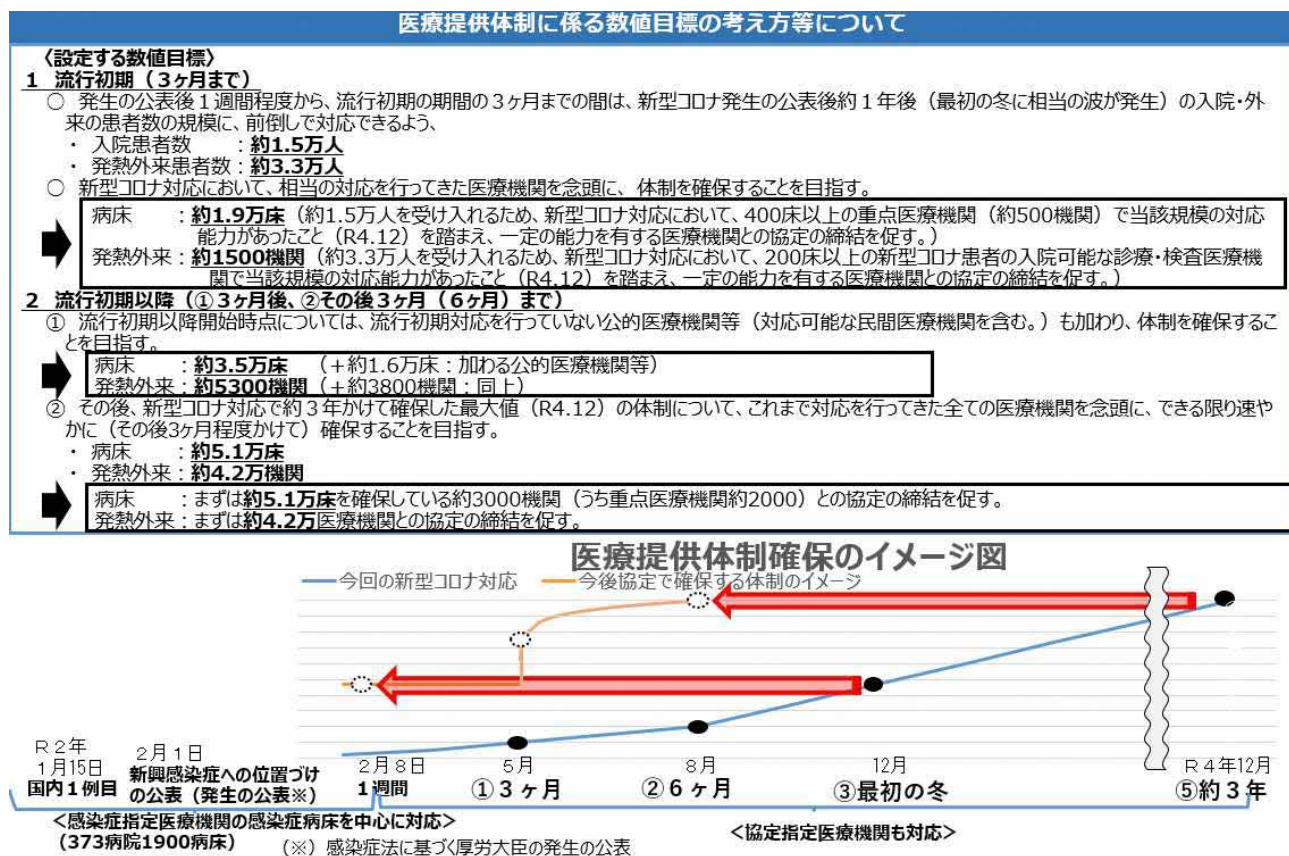 医療提供体制に係る数値目標の考え方等について
〈設定する数値目標〉
1 流行初期（３ヶ月まで）
○ 発生の公表後１週間程度から、流行初期の期間の３ヶ月までの間は、新型コロナ発生の公表後約１年後（最初の冬に相当の波が発生）の入院・外
来の患者数の規模に、前倒しで対応できるよう、
・ 入院患者数 ：約1.5万人
・ 発熱外来患者数：約3.3万人
○ 新型コロナ対応において、相当の対応を行ってきた医療機関を念頭に、体制を確保することを目指す。
病床 ：約1.9万床（約1.5万人を受け入れるため、新型コロナ対応において、400床以上の重点医療機関（約500機関）で当該規模の対応
能力があったこと（R4.12）を踏まえ、一定の能力を有する医療機関との協定の締結を促す。）
発熱外来：約1500機関（約3.3万人を受け入れるため、新型コロナ対応において、200床以上の新型コロナ患者の入院可能な診療・検査医療機
関で当該規模の対応能力があったこと（R4.12）を踏まえ、一定の能力を有する医療機関との協定の締結を促す。）
2 流行初期以降（①３ヶ月後、②その後３ヶ月（６ヶ月）まで）
① 流行初期以降開始時点については、流行初期対応を行っていない公的医療機関等（対応可能な民間医療機関を含む。）も加わり、体制を確保するこ
とを目指す。
病床 ：約3.5万床 （＋約1.6万床：加わる公的医療機関等）
発熱外来：約5300機関（＋約3800機関：同上）
② その後、新型コロナ対応で約３年かけて確保した最大値（R4.12）の体制について、これまで対応を行ってきた全ての医療機関を念頭に、できる限り速や
かに（その後3ヶ月程度かけて）確保することを目指す。
・ 病床 ：約5.1万床
・ 発熱外来：約4.2万機関
病床 ：まずは約5.1万床を確保している約3000機関（うち重点医療機関約2000）との協定の締結を促す。
発熱外来：まずは約4.2万医療機関との協定の締結を促す。
医療提供体制確保のイメージ図
今回の新型コロナ対応 今後協定で確保する体制のイメージ
Ｒ２年
１月15日
国内１例目
２月１日
新興感染症への位置づけ
の公表（発生の公表※）
２月８日
１週間
５月
①３ヶ月
８月
②６ヶ月
12月
③最初の冬
Ｒ４年12月
⑤約３年
＜感染症指定医療機関の感染症病床を中心に対応＞
（373病院1900病床）
（※）感染症法に基づく厚労大臣の発生の公表
＜協定指定医療機関も対応＞